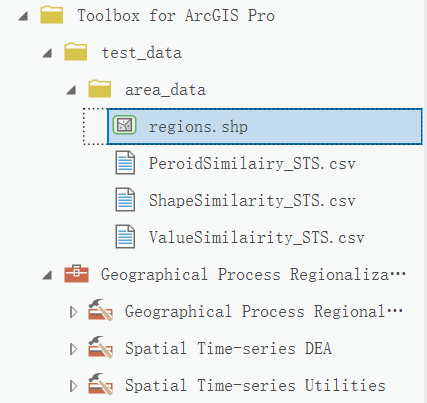 Toolbox for ArcGIS Pro
test_data
area_data
regions.shp
PeroidSimilairy_STS.csv
ShapeSimilarity_STS.csv
ValueSimilairity_STS.csv
Geographical Process Regionaliza···
Geographical Process Regional···
Spatial Time-series DEA
Spatial Time-series Utilities